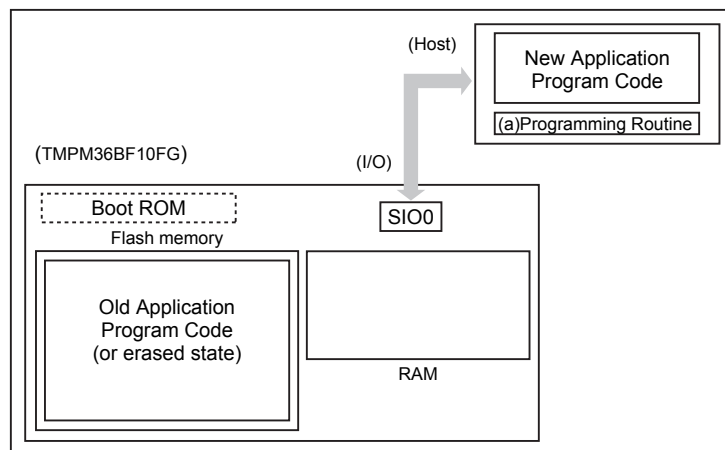 (Host)
New Application
Program Code
(a)Programming Routine
(TMPM36BF10FG)
(I/O)
Boot ROM
SIO0
Flash memory
Old Application
Program Code
(or erased state)
RAM